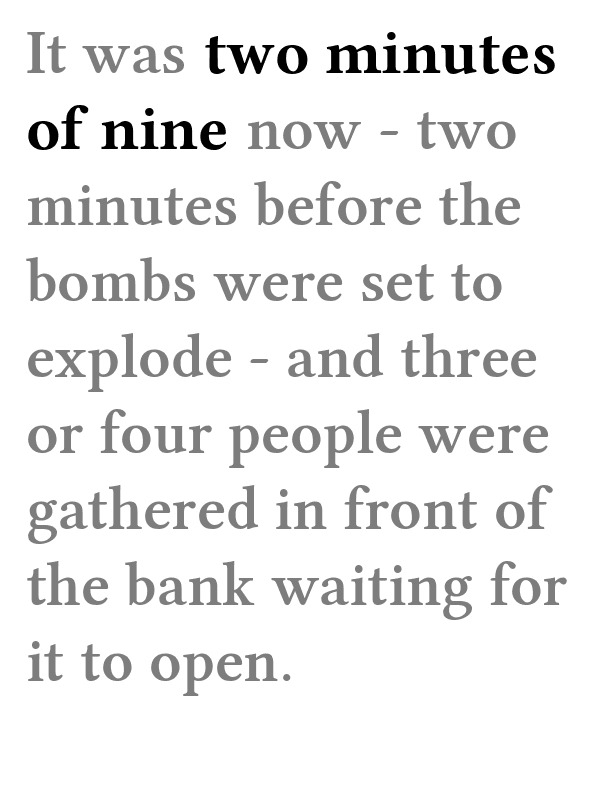 It was two minutes
of nine now - two
minutes before the
bombs were set to
explode - and three
or four people were
gathered in front of
the bank waiting for
it to open.